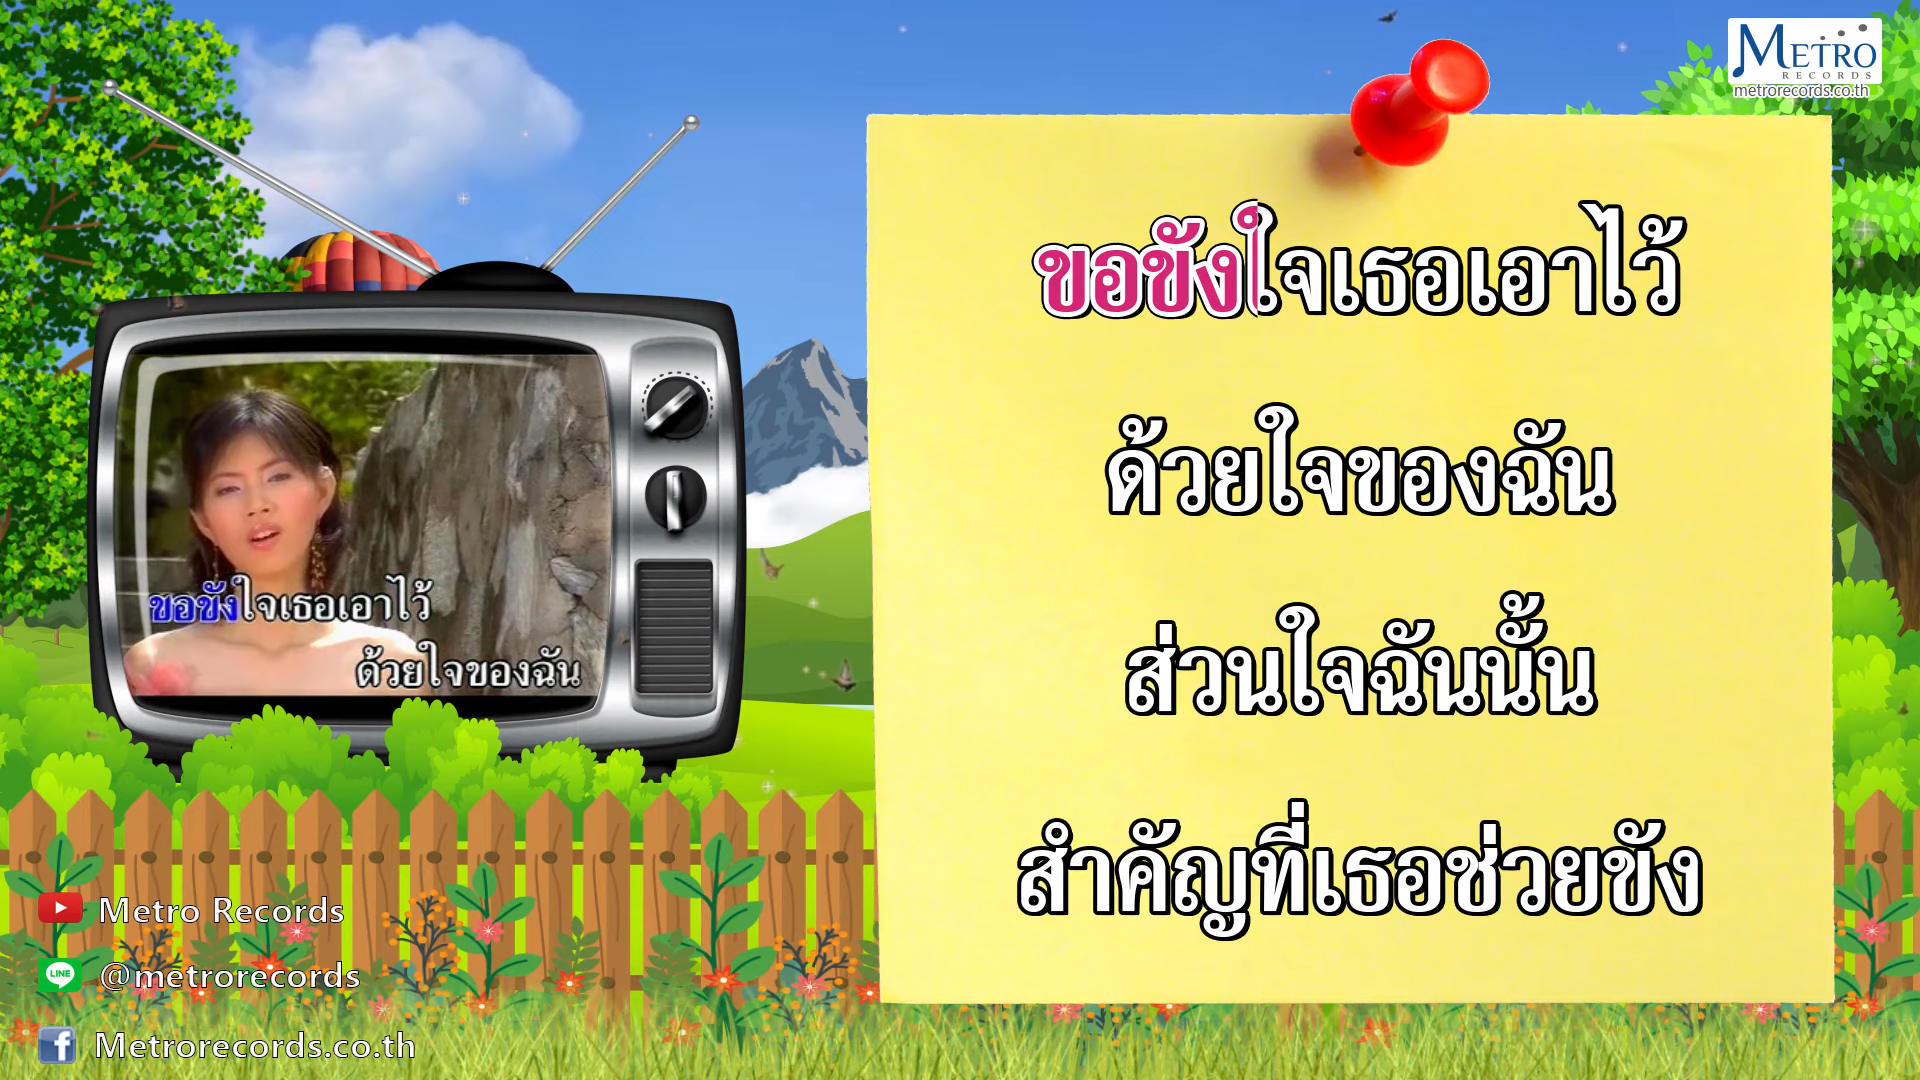 METRO
RECORDS
metrorecords.co.th
ขอขังใจเธอเอาไว้
ด้วยใจของฉัน
ส่วนใจฉันนั้น
สำคัญที่เธอช่วยขัง
ขอขังใจเธอเอาไว้
ด้วยใจของฉัน
Metro Records
LINE
@metrorecords
f
Metrorecords.co.th